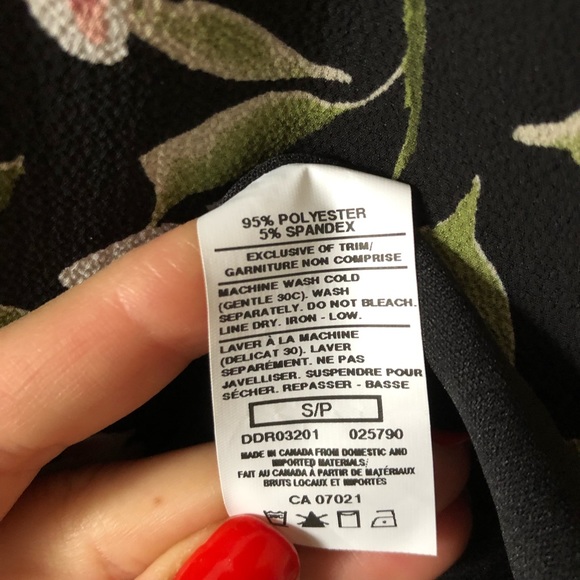 95% POLYESTER
5% SPANDEX
EXCLUSIVE OF TRIM/
GARNITURE NON COMPRISE
MACHINE WASH COLD
(GENTLE 30C). WASH
SEPARATELY. DO NOT BLEACH.
LINE DRY. IRON - LOW.
LAVER À LA MACHINE
(DELICAT 30). LAVER
SEPARÉMENT. NE PAS
JAVELLISER. SUSPENDRE POUR
SÉCHER. REPASSER - BASSE
S/P
DDR03201 025790
MADE IN CANADA FROM DOMESTIC AND
IMPORTED MATERIALS/
FAIT AU CANADA À PARTIR DE MATÉRIAUX
BRUTS LOCAUX ET IMPORTÉS
CA 07021